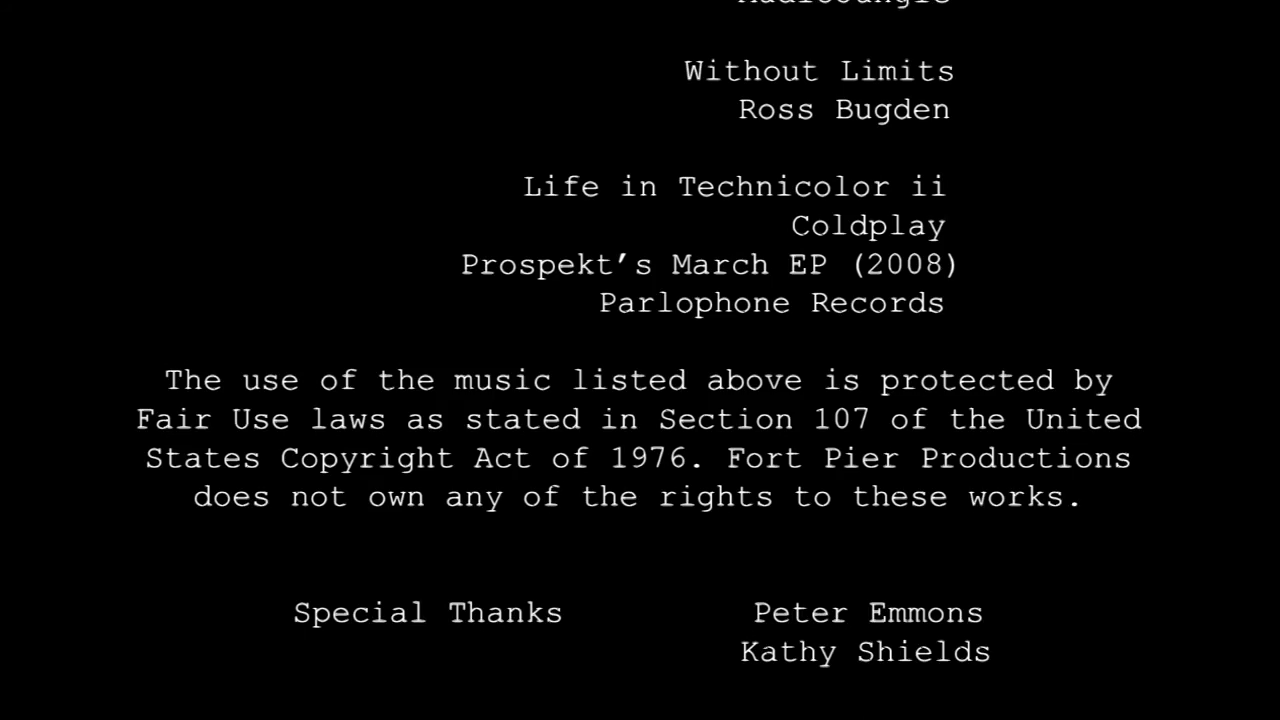 Without Limits
Ross Bugden
Life in Technicolor ii
Coldplay
Prospekt’s March EP (2008)
Parlophone Records
The use of the music listed above is protected by
Fair Use laws as stated in Section 107 of the United
States Copyright Act of 1976. Fort Pier Productions
does not own any of the rights to these works.
Special Thanks Peter Emmons
Kathy Shields